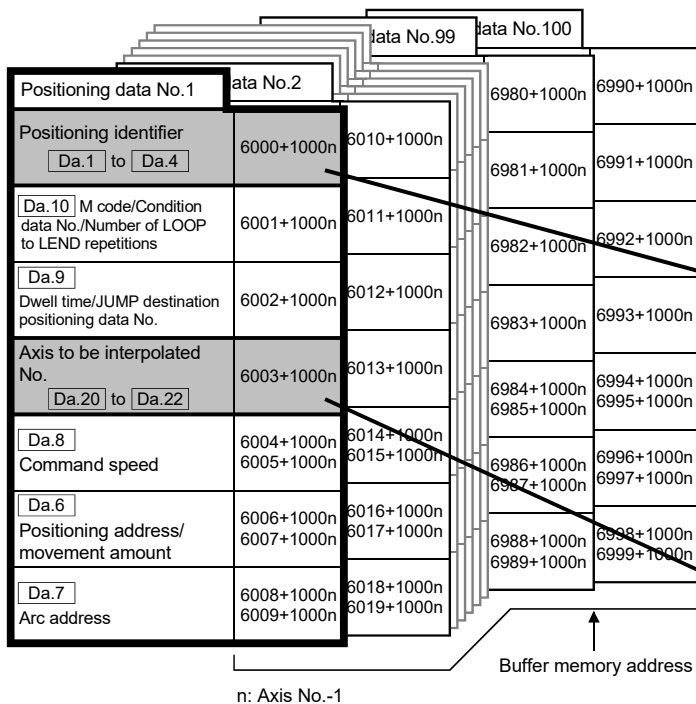 Positioning data No.1
Positioning identifier
Da.1 to Da.4
6000+1000n
Da.10 M code/Condition
data No./Number of LOOP
to LEND repetitions
6001+1000n
Da.9
Dwell time/JUMP destination
positioning data No.
6002+1000n
Axis to be interpolated
No.
Da.20 to Da.22
6003+1000n
Da.8
Command speed
6004+1000n
6005+1000n
Da.6
Positioning address/
movement amount
6006+1000n
6007+1000n
Da.7
Arc address
6008+1000n
6009+1000n
ata No.2
6010+1000n
6011+1000n
6012+1000n
6013+1000n
6014+1000n
6015+1000n
6016+1000n
6017+1000n
6018+1000n
6019+1000n
data No.99
6980+1000n
6981+1000n
6982+1000n
6983+1000n
6984+1000n
6985+1000n
6986+1000n
6987+1000n
6988+1000n
6989+1000n
data No.100
6990+1000n
6991+1000n
6992+1000n
6993+1000n
6994+1000n
6995+1000n
6996+1000n
6997+1000n
6998+1000n
6999+1000n
Buffer memory address
n: Axis No.-1